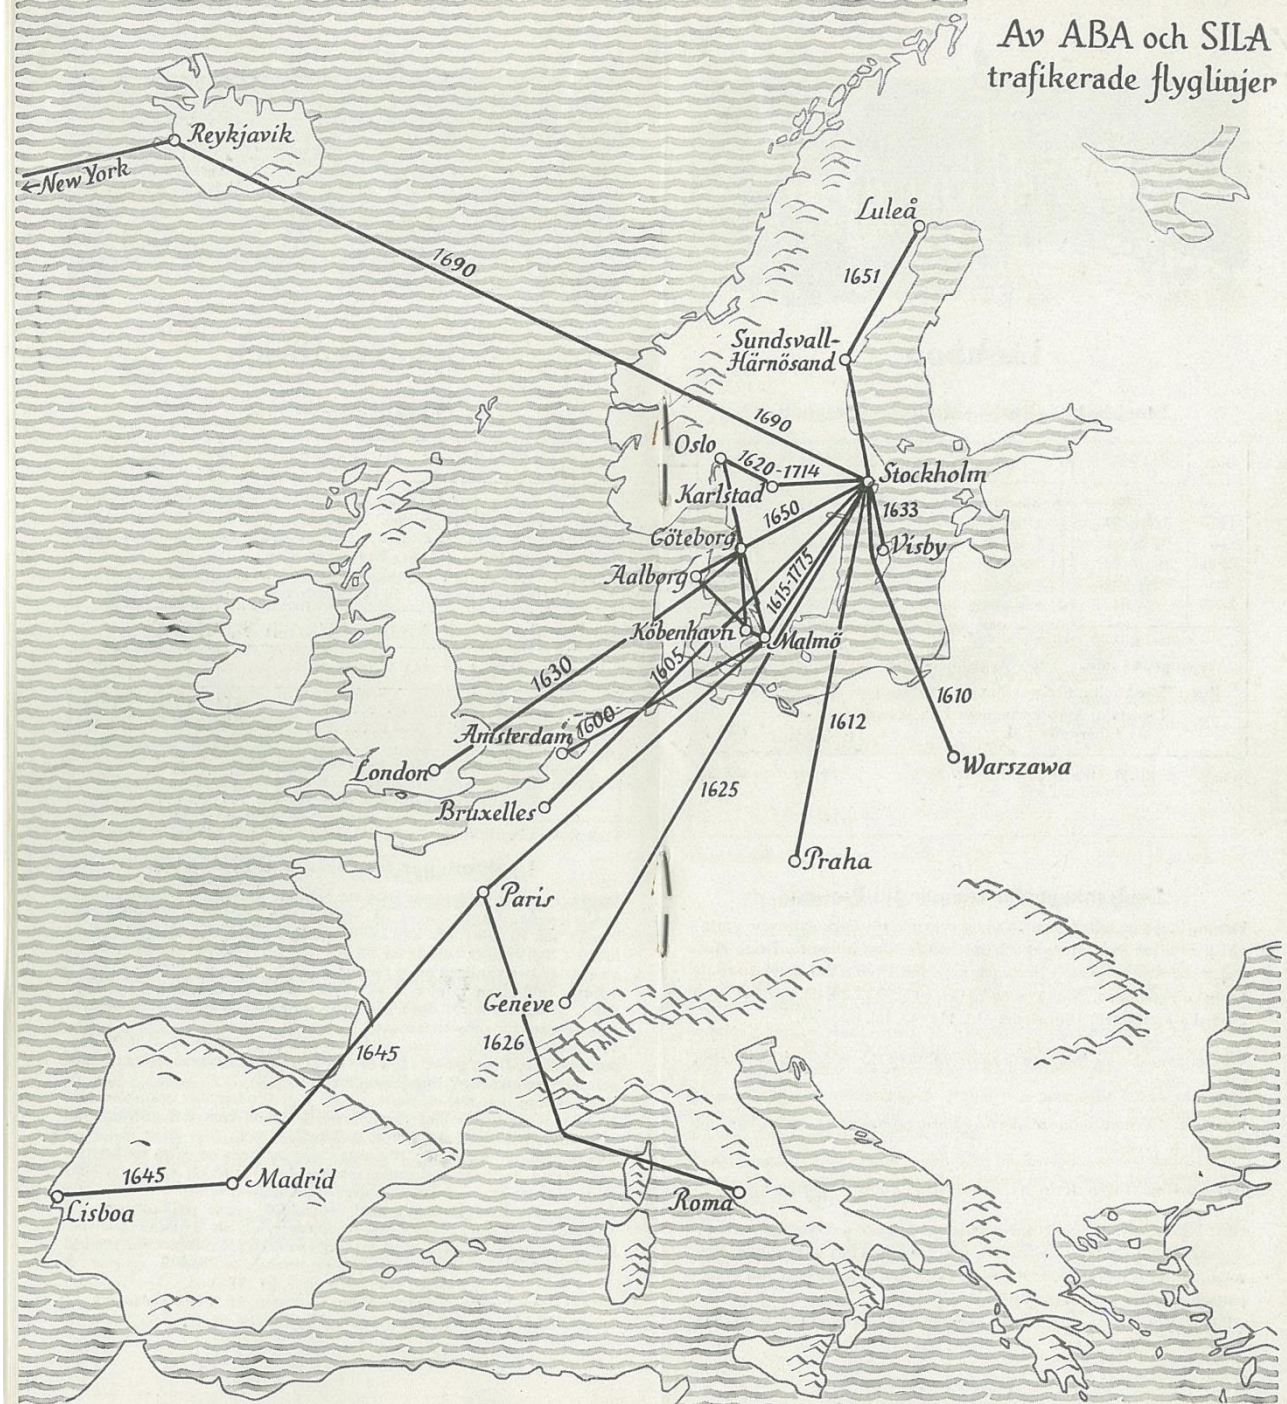 Av ABA och SILA
trafikerade flyglinjer
Reykjavik
←New York
1690
Luleå
1651
Sundsvall-
Härnösand
1690
Oslo
1620-1714
Stockholm
Karlstad
1633
1650
Göteborg
Visby
Aalborg
1615-1775
Köbenhavn
Malmö
1605
1630
1610
1600
1612
Amsterdam
Warszawa
London
1625
Bruxelles
Praha
Paris
Genève
1626
1645
1645
Madrid
Lisboa
Roma